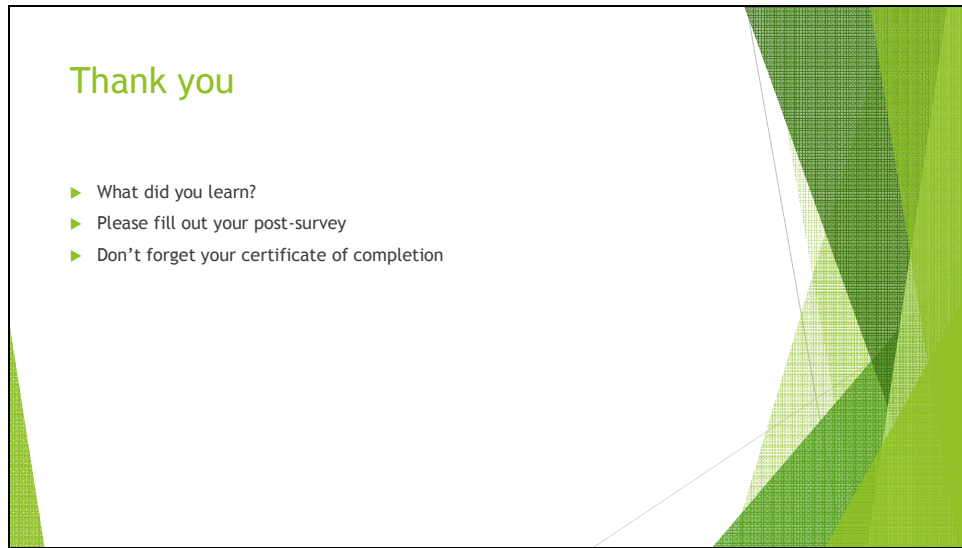 Thank you
What did you learn?
Please fill out your post-survey
Don’t forget your certificate of completion